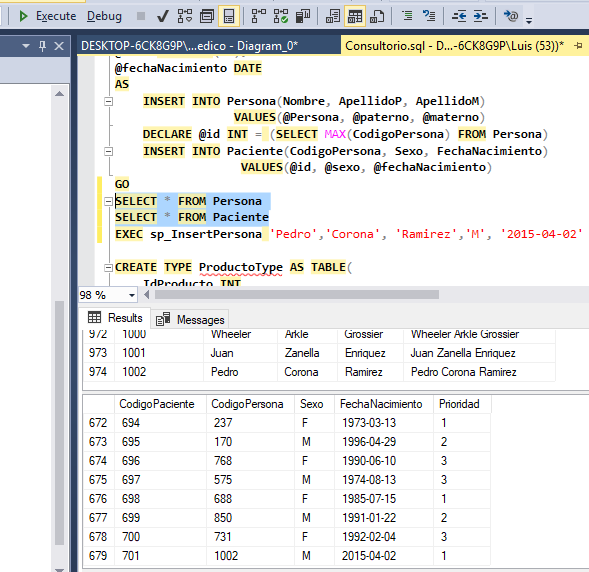 Execute Debug
DESKTOP-6CK8G9P\...edico - Diagram_0* Consultorio.sql - D...-6CK8G9P\Luis (53))*
@fechaNacimiento DATE
AS
INSERT INTO Persona(Nombre, ApellidoP, ApellidoM)
VALUES(@Persona, @paterno, @materno)
DECLARE @id INT = (SELECT MAX(CodigoPersona) FROM Persona)
INSERT INTO Paciente(CodigoPersona, Sexo, FechaNacimiento)
VALUES(@id, @sexo, @fechaNacimiento)
GO
SELECT * FROM Persona
SELECT * FROM Paciente
EXEC sp_InsertPersona 'Pedro','Corona', 'Ramirez','M', '2015-04-02'
CREATE TYPE ProductoType AS TABLE(
IdProducto INT
98 %
Results Messages
972 1000 Wheeler Arkle Grossier Wheeler Arkle Grossier
973 1001 Juan Zanella Enriquez Juan Zanella Enriquez
974 1002 Pedro Corona Ramirez Pedro Corona Ramirez
CodigoPaciente CodigoPersona Sexo FechaNacimiento Prioridad
672 694 237 F 1973-03-13 1
673 695 170 M 1996-04-29 2
674 696 768 F 1990-06-10 3
675 697 575 M 1974-08-13 3
676 698 688 F 1985-07-15 1
677 699 850 M 1991-01-22 2
678 700 731 F 1992-02-04 3
679 701 1002 M 2015-04-02 1